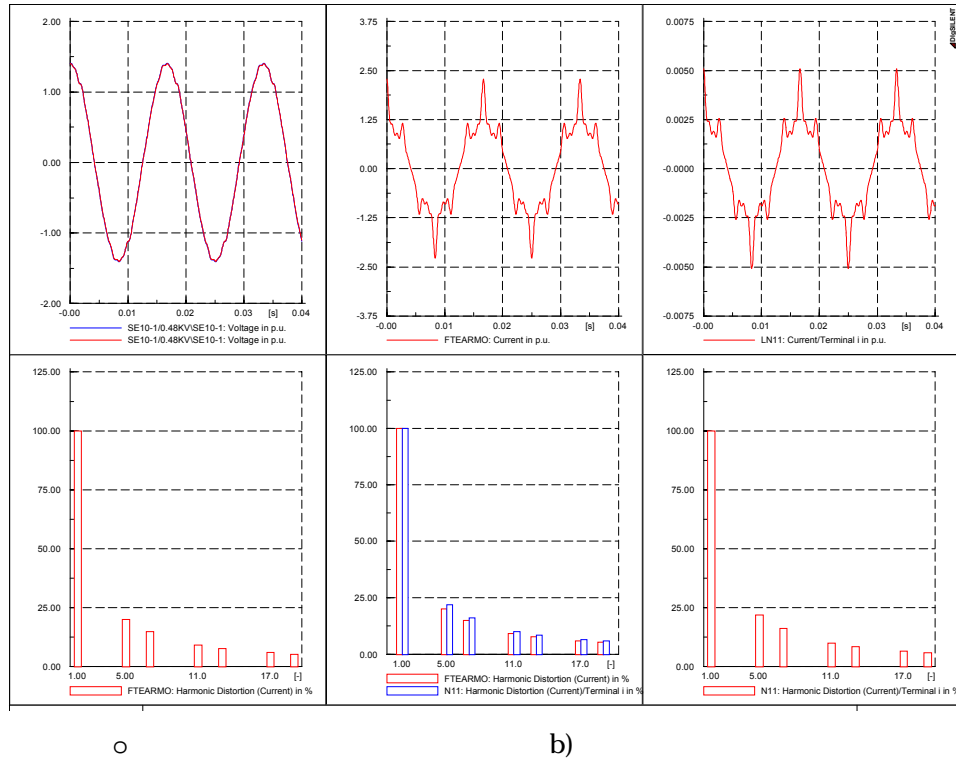 2.00
1.00
0.00
-1.00
-2.00
-0.00 0.01 0.02 0.03 [s] 0.04
SE10-1/0.48KV\SE10-1: Voltage in p.u.
SE10-1/0.48KV\SE10-1: Voltage in p.u.
3.75
2.50
1.25
0.00
-1.25
-2.50
-3.75
-0.00 0.01 0.02 0.03 [s] 0.04
FTEARMO: Current in p.u.
0.0075
0.0050
0.0025
0.0000
-0.0025
-0.0050
-0.0075
-0.00 0.01 0.02 0.03 [s] 0.04
LN11: Current/Terminal i in p.u.
DIgSILENT
125.00
100.00
75.00
50.00
25.00
0.00
1.00 5.00 11.0 17.0 [-]
FTEARMO: Harmonic Distortion (Current) in %
125.00
100.00
75.00
50.00
25.00
0.00
1.00 5.00 11.0 17.0 [-]
FTEARMO: Harmonic Distortion (Current) in %
N11: Harmonic Distortion (Current)/Terminal i in %
125.00
100.00
75.00
50.00
25.00
0.00
1.00 5.00 11.0 17.0 [-]
N11: Harmonic Distortion (Current)/Terminal i in %
b)